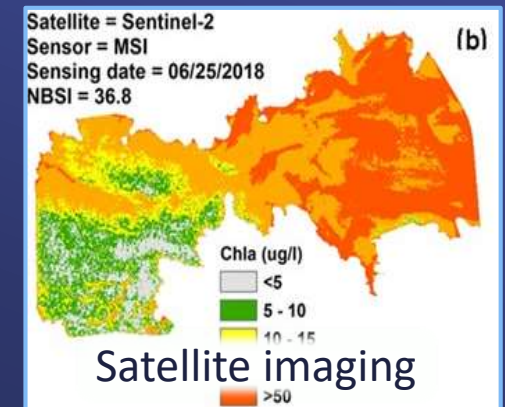 Satellite = Sentinel-2
Sensor = MSI
Sensing date = 06/25/2018
NBSI = 36.8
(b)
Chla (ug/l)
<5
5 - 10
10 - 15
Satellite imaging
>50